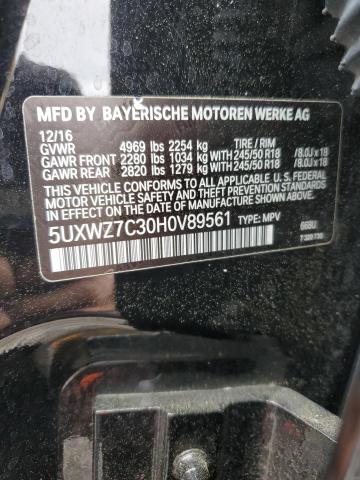 MFD BY BAYERISCHE MOTOREN WERKE AG
12/16 TIRE / RIM
GVWR 4969 lbs 2254 kg
GAWR FRONT 2280 lbs 1034 kg WITH 245/50 R18 /8.0J x 18
GAWR REAR 2820 lbs 1279 kg WITH 245/50 R18 /8.0J x 18
THIS VEHICLE CONFORMS TO ALL APPLICABLE U.S. FEDERAL
MOTOR VEHICLE SAFETY, BUMPER, AND THEFT PREVENTION STANDARDS
IN EFFECT ON THE DATE OF MANUFACTURE SHOWN ABOVE.
5UXWZ7C30H0V89561 TYPE: MPV
668U